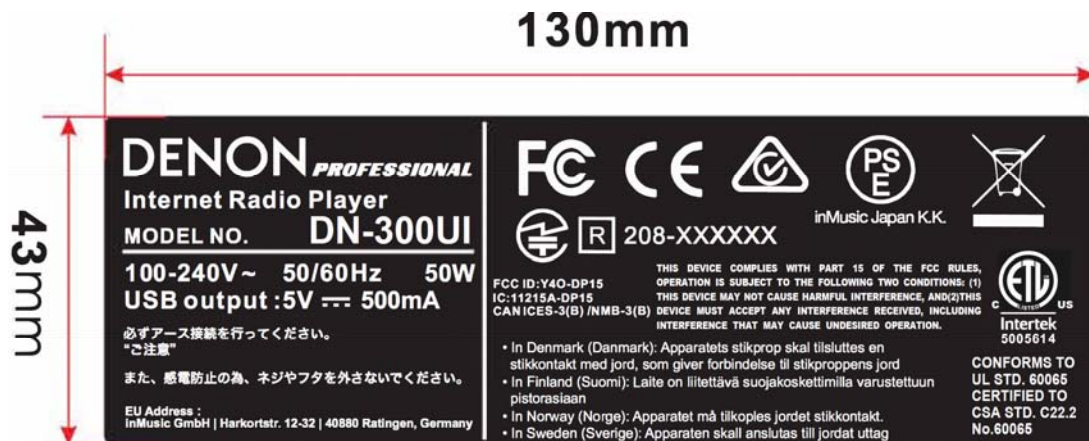 130mm
43mm
DENON PROFESSIONAL
Internet Radio Player
MODEL NO. DN-300UI
100-240V~ 50/60Hz 50W
USB output :5V ⎓ 500mA
必ずアース接続を行ってください。
“ご注意”
また、感電防止の為、ネジやフタを外さないでください。
EU Address :
inMusic GmbH | Harkortstr. 12-32 | 40880 Ratingen, Germany
FC CE
PS
E
inMusic Japan K.K.
R 208-XXXXXX
FCC ID:Y4O-DP15
IC:11215A-DP15
CAN ICES-3(B) /NMB-3(B)
THIS DEVICE COMPLIES WITH PART 15 OF THE FCC RULES,
OPERATION IS SUBJECT TO THE FOLLOWING TWO CONDITIONS: (1)
THIS DEVICE MAY NOT CAUSE HARMFUL INTERFERENCE, AND(2)THIS
DEVICE MUST ACCEPT ANY INTERFERENCE RECEIVED, INCLUDING
INTERFERENCE THAT MAY CAUSE UNDESIRED OPERATION.
ETL
C LISTED US
Intertek
5005614
• In Denmark (Danmark): Apparatets stikprop skal tilsluttes en
stikkontakt med jord, som giver forbindelse til stikproppens jord
• In Finland (Suomi): Laite on liitettävä suojakoskettimilla varustettuun
pistorasiaan
• In Norway (Norge): Apparatet må tilkoples jordet stikkontakt.
• In Sweden (Sverige): Apparaten skall anslutas till jordat uttag
CONFORMS TO
UL STD. 60065
CERTIFIED TO
CSA STD. C22.2
No.60065